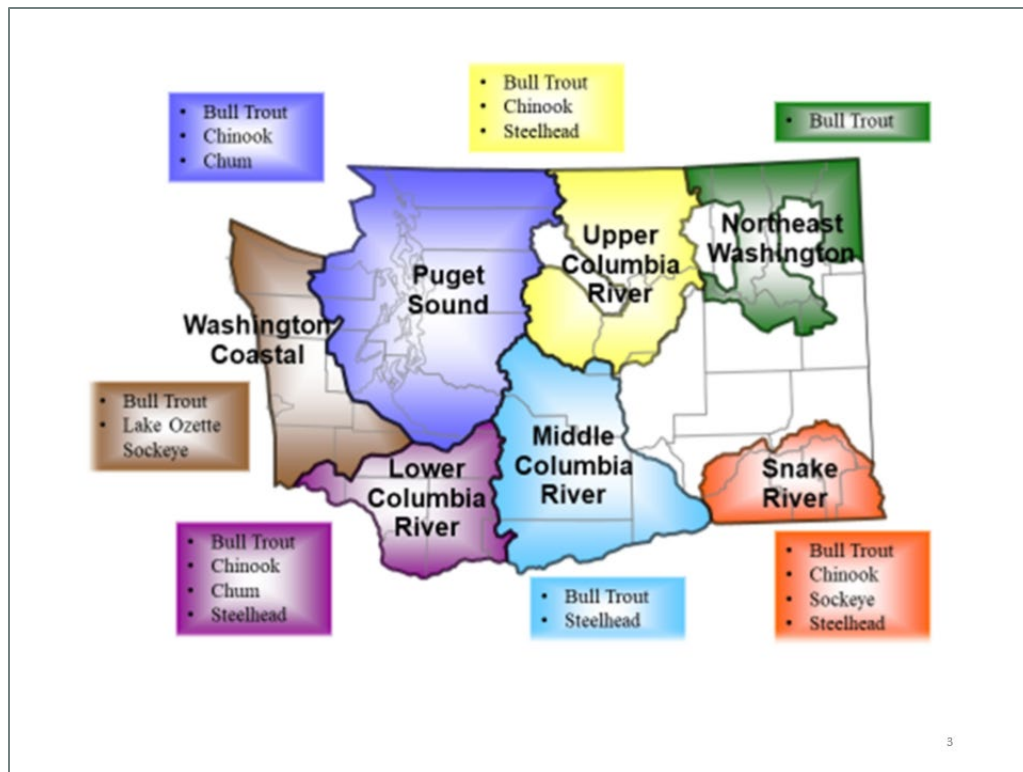 • Bull Trout
• Chinook
• Steelhead
• Bull Trout
• Chinook
• Chum
• Bull Trout
Northeast
Washington
Upper
Columbia
River
Puget
Sound
Washington
Coastal
• Bull Trout
• Lake Ozette
Sockeye
Middle
Columbia
River
Lower
Columbia
River
Snake
River
• Bull Trout
• Chinook
• Chum
• Steelhead
• Bull Trout
• Steelhead
• Bull Trout
• Chinook
• Sockeye
• Steelhead
3